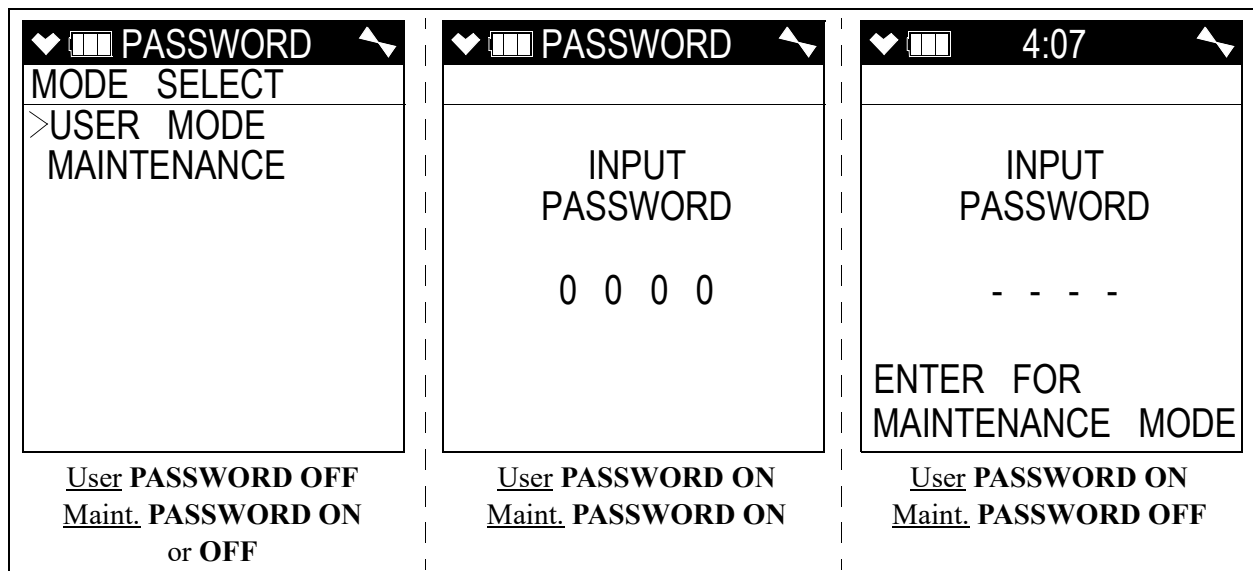 PASSWORD
MODE SELECT
>USER MODE
MAINTENANCE
User PASSWORD OFF
Maint. PASSWORD ON
or OFF
PASSWORD
INPUT
PASSWORD
0 0 0 0
User PASSWORD ON
Maint. PASSWORD ON
4:07
INPUT
PASSWORD
- - - -
ENTER FOR
MAINTENANCE MODE
User PASSWORD ON
Maint. PASSWORD OFF